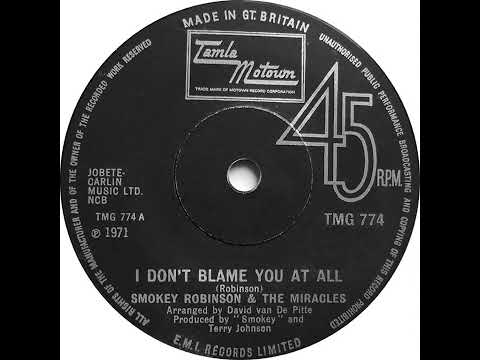 MADE IN GT. BRITAIN
ALL RIGHTS OF THE MANUFACTURER AND OF THE OWNER OF THE RECORDED WORK RESERVED
UNAUTHORISED PUBLIC PERFORMANCE BROADCASTING AND COPYING OF THIS RECORD PROHIBITED
Tamla
Motown
TRADE MARK OF MOTOWN RECORD CORPORATION
45
R.P.M.
JOBETE-
CARLIN
MUSIC LTD.
NCB
TMG 774 A
℗ 1971
TMG 774
I DON'T BLAME YOU AT ALL
(Robinson)
SMOKEY ROBINSON & THE MIRACLES
Arranged by David van De Pitte
Produced by "Smokey" and
Terry Johnson
E.M.I. RECORDS LIMITED